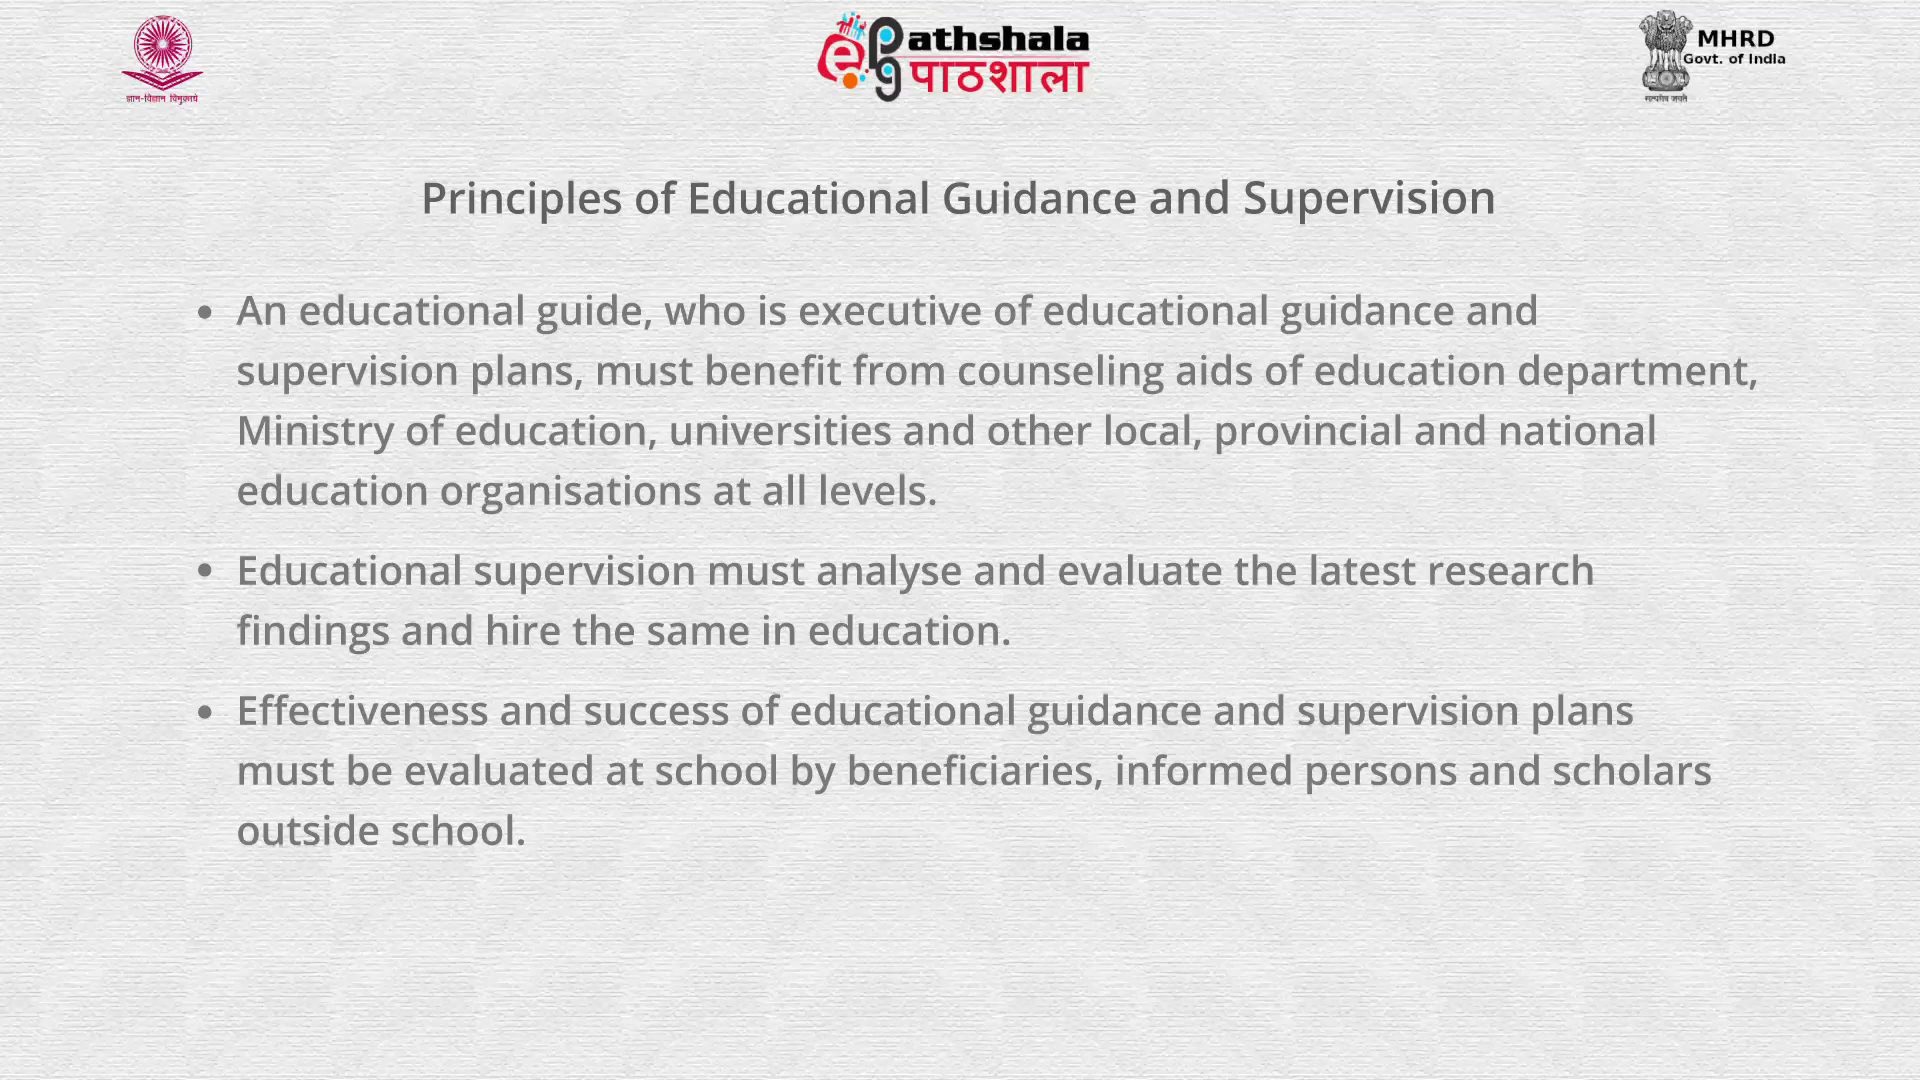 ज्ञान-विज्ञान विमुक्तये
athshala
पाठशाला
MHRD
Govt. of India
सत्यमेव जयते
Principles of Educational Guidance and Supervision
• An educational guide, who is executive of educational guidance and
supervision plans, must benefit from counseling aids of education department,
Ministry of education, universities and other local, provincial and national
education organisations at all levels.
• Educational supervision must analyse and evaluate the latest research
findings and hire the same in education.
• Effectiveness and success of educational guidance and supervision plans
must be evaluated at school by beneficiaries, informed persons and scholars
outside school.